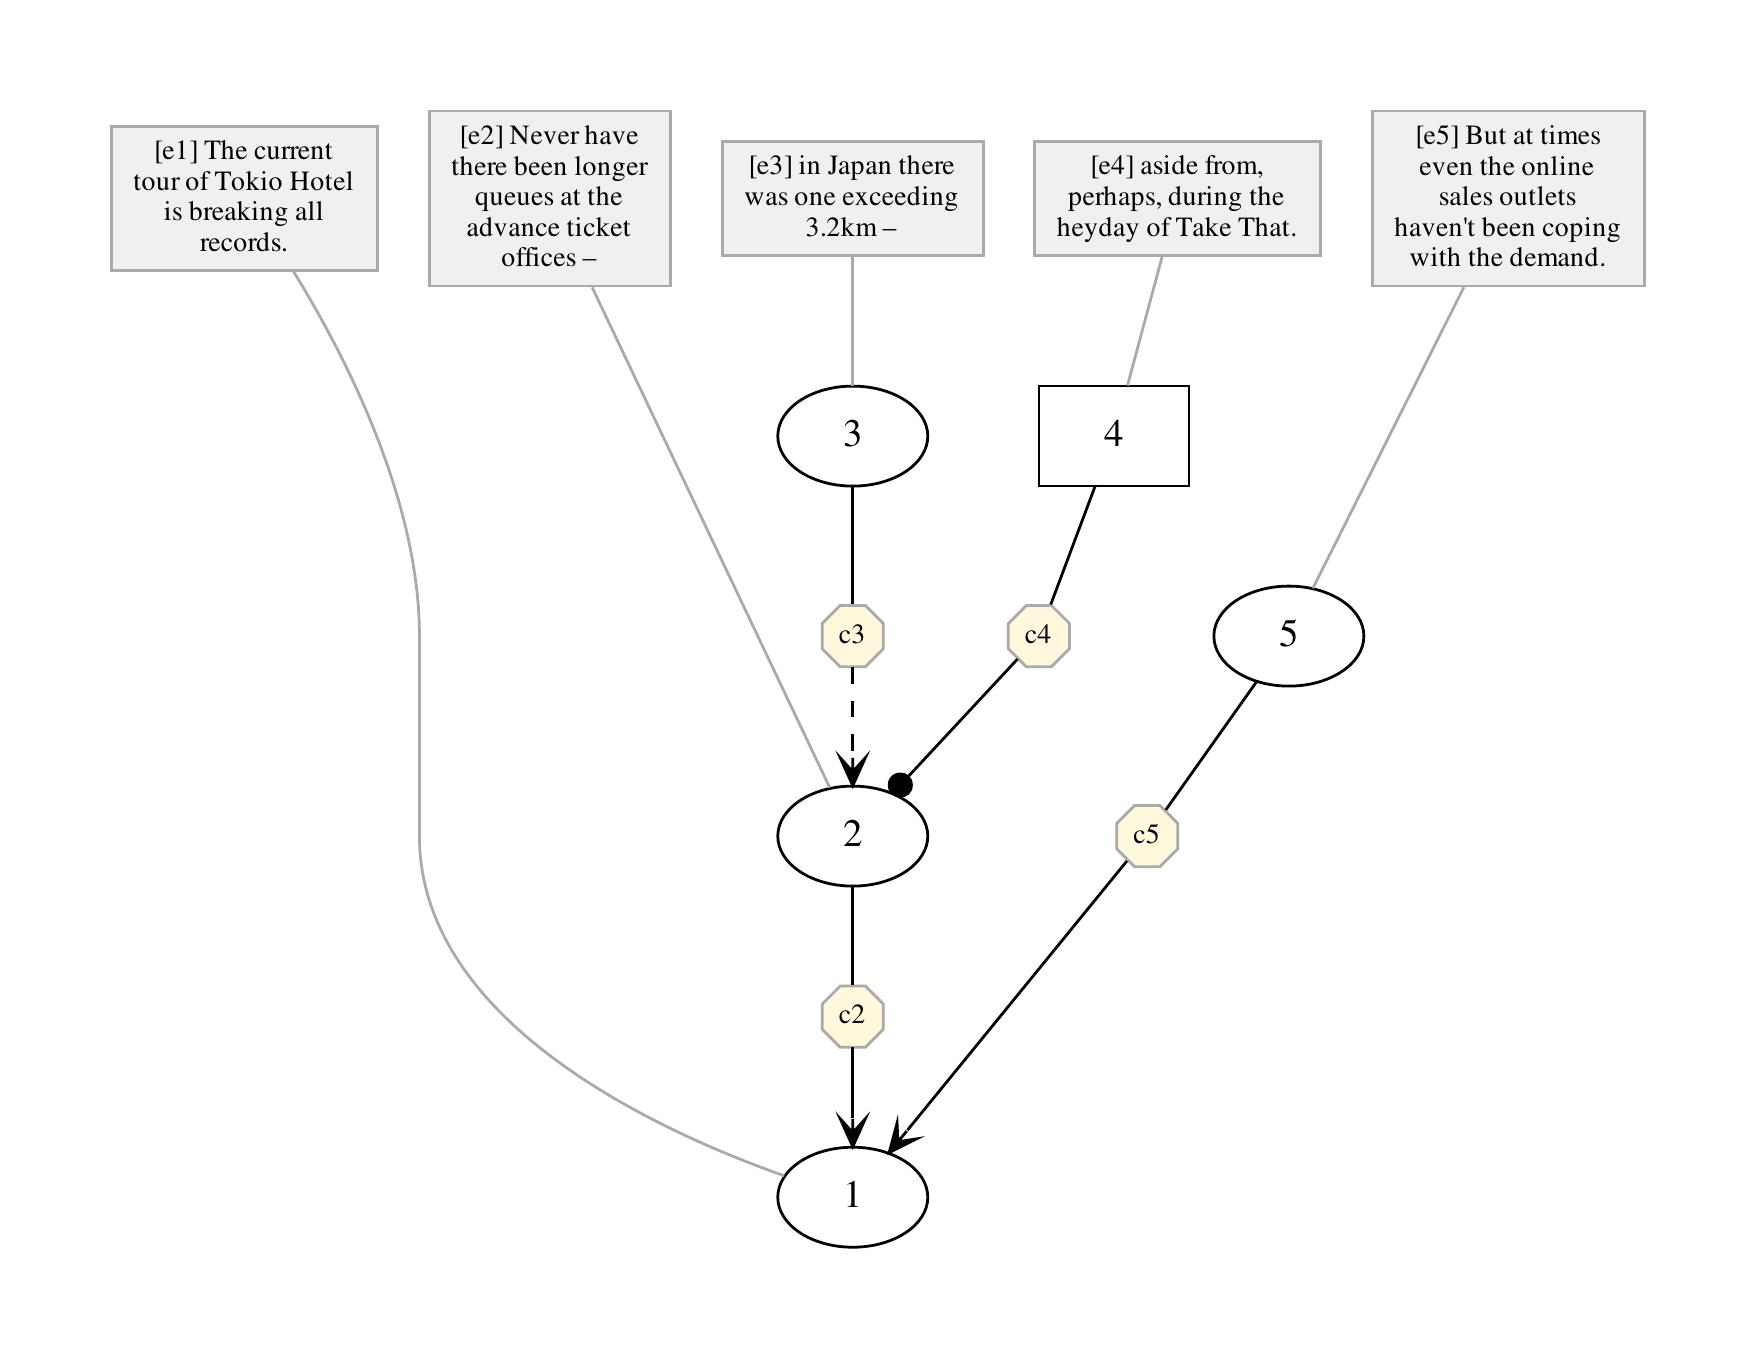 [e1] The current
tour of Tokio Hotel
is breaking all
records.
[e2] Never have
there been longer
queues at the
advance ticket
offices –
[e3] in Japan there
was one exceeding
3.2km –
[e4] aside from,
perhaps, during the
heyday of Take That.
[e5] But at times
even the online
sales outlets
haven't been coping
with the demand.
3
4
c3
c4
5
2
c5
c2
1